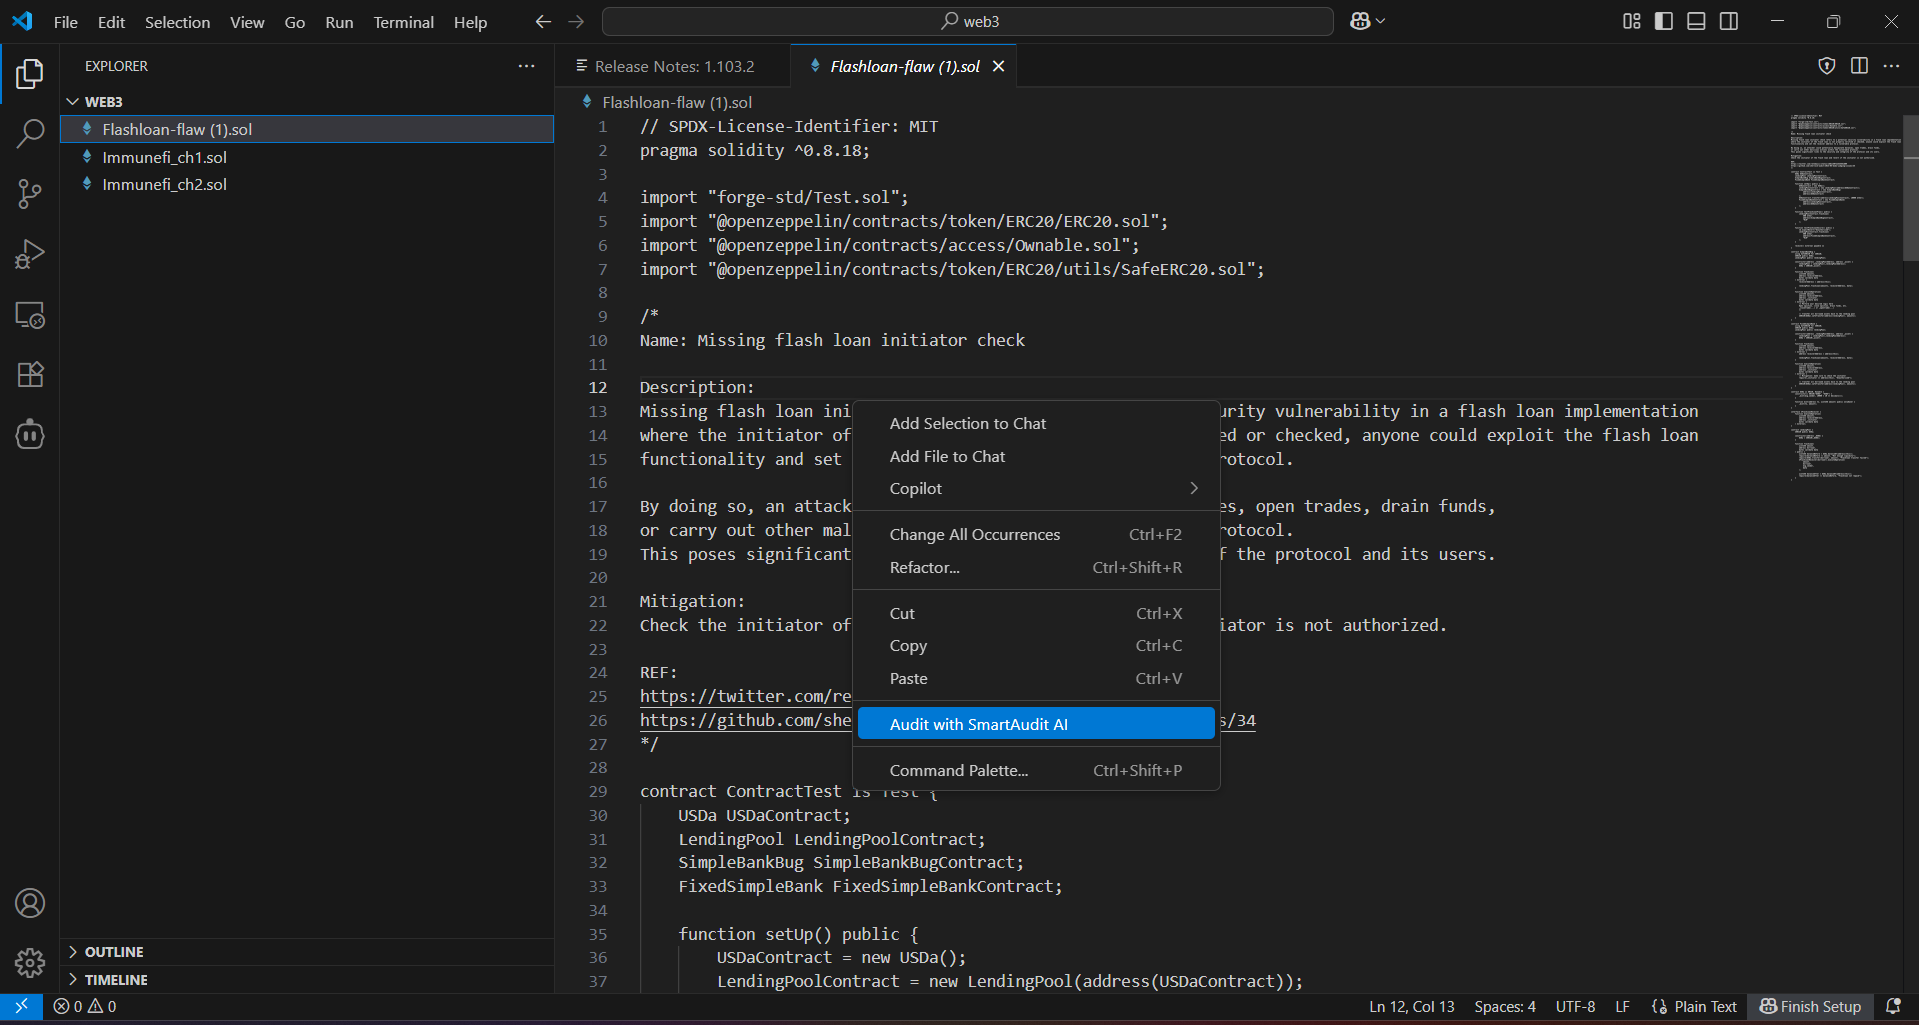 File Edit Selection View Go Run Terminal Help
web3
EXPLORER
WEB3
Flashloan-flaw (1).sol
Immunefi_ch1.sol
Immunefi_ch2.sol
OUTLINE
TIMELINE
Release Notes: 1.103.2
Flashloan-flaw (1).sol
Flashloan-flaw (1).sol
1 // SPDX-License-Identifier: MIT
2 pragma solidity ^0.8.18;
3
4 import "forge-std/Test.sol";
5 import "@openzeppelin/contracts/token/ERC20/ERC20.sol";
6 import "@openzeppelin/contracts/access/Ownable.sol";
7 import "@openzeppelin/contracts/token/ERC20/utils/SafeERC20.sol";
8
9 /*
10 Name: Missing flash loan initiator check
11
12 Description:
13 Missing flash loan ini urity vulnerability in a flash loan implementation
14 where the initiator of ed or checked, anyone could exploit the flash loan
15 functionality and set rotocol.
16
17 By doing so, an attack es, open trades, drain funds,
18 or carry out other mal rotocol.
19 This poses significant f the protocol and its users.
20
21 Mitigation:
22 Check the initiator of iator is not authorized.
23
24 REF:
25 https://twitter.com/re
26 https://github.com/she s/34
27 */
28
29 contract ContractTest is Test {
30 USDa USDaContract;
31 LendingPool LendingPoolContract;
32 SimpleBankBug SimpleBankBugContract;
33 FixedSimpleBank FixedSimpleBankContract;
34
35 function setUp() public {
36 USDaContract = new USDa();
37 LendingPoolContract = new LendingPool(address(USDaContract));
Add Selection to Chat
Add File to Chat
Copilot
Change All Occurrences Ctrl+F2
Refactor... Ctrl+Shift+R
Cut Ctrl+X
Copy Ctrl+C
Paste Ctrl+V
Audit with SmartAudit AI
Command Palette... Ctrl+Shift+P
0 0
Ln 12, Col 13 Spaces: 4 UTF-8 LF {} Plain Text Finish Setup